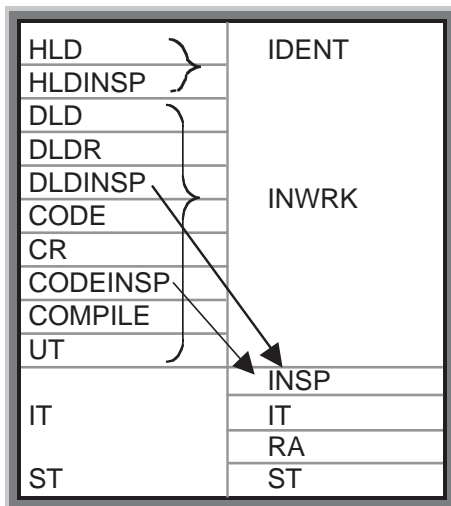 HLD
IDENT
HLDINSP
DLD
DLDR
DLDINSP
INWRK
CODE
CR
CODEINSP
COMPILE
UT
INSP
IT
IT
RA
ST
ST